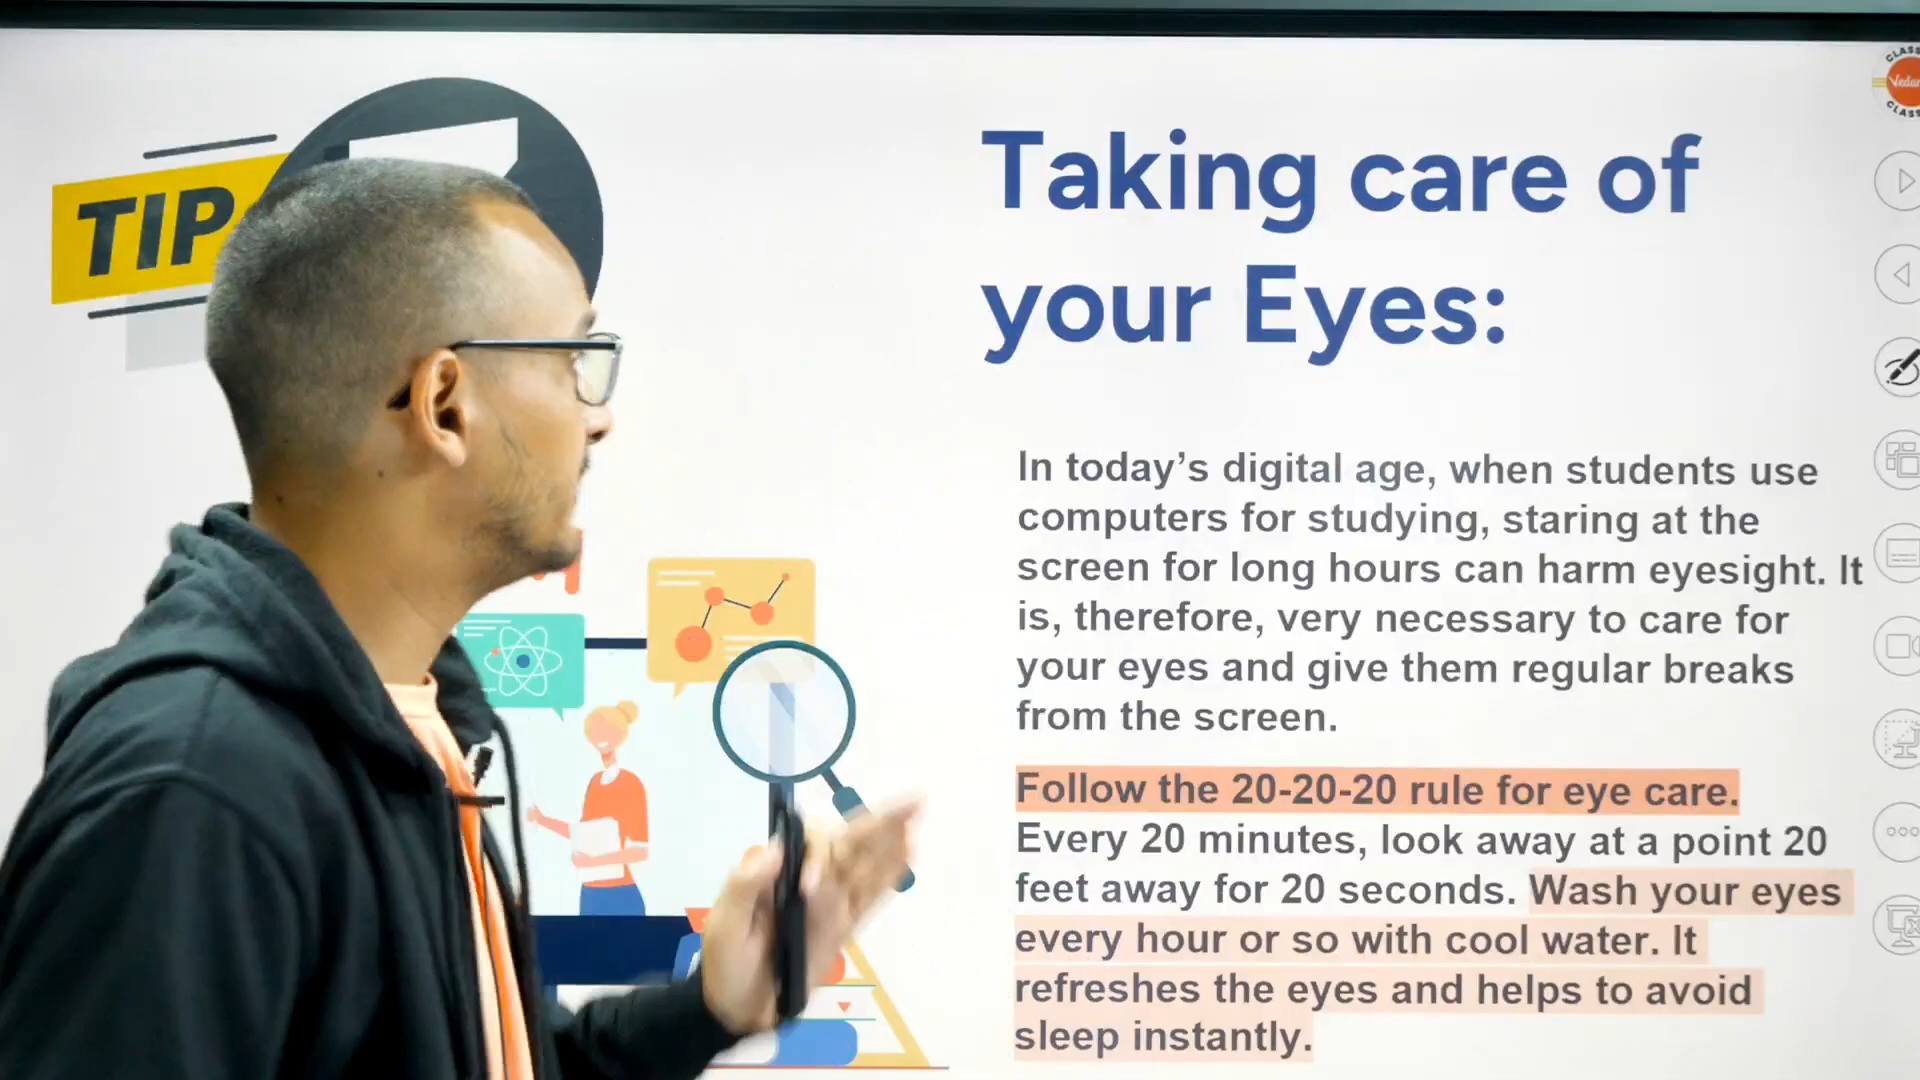 TIP
Taking care of
your Eyes:
In today’s digital age, when students use
computers for studying, staring at the
screen for long hours can harm eyesight. It
is, therefore, very necessary to care for
your eyes and give them regular breaks
from the screen.
Follow the 20-20-20 rule for eye care.
Every 20 minutes, look away at a point 20
feet away for 20 seconds. Wash your eyes
every hour or so with cool water. It
refreshes the eyes and helps to avoid
sleep instantly.